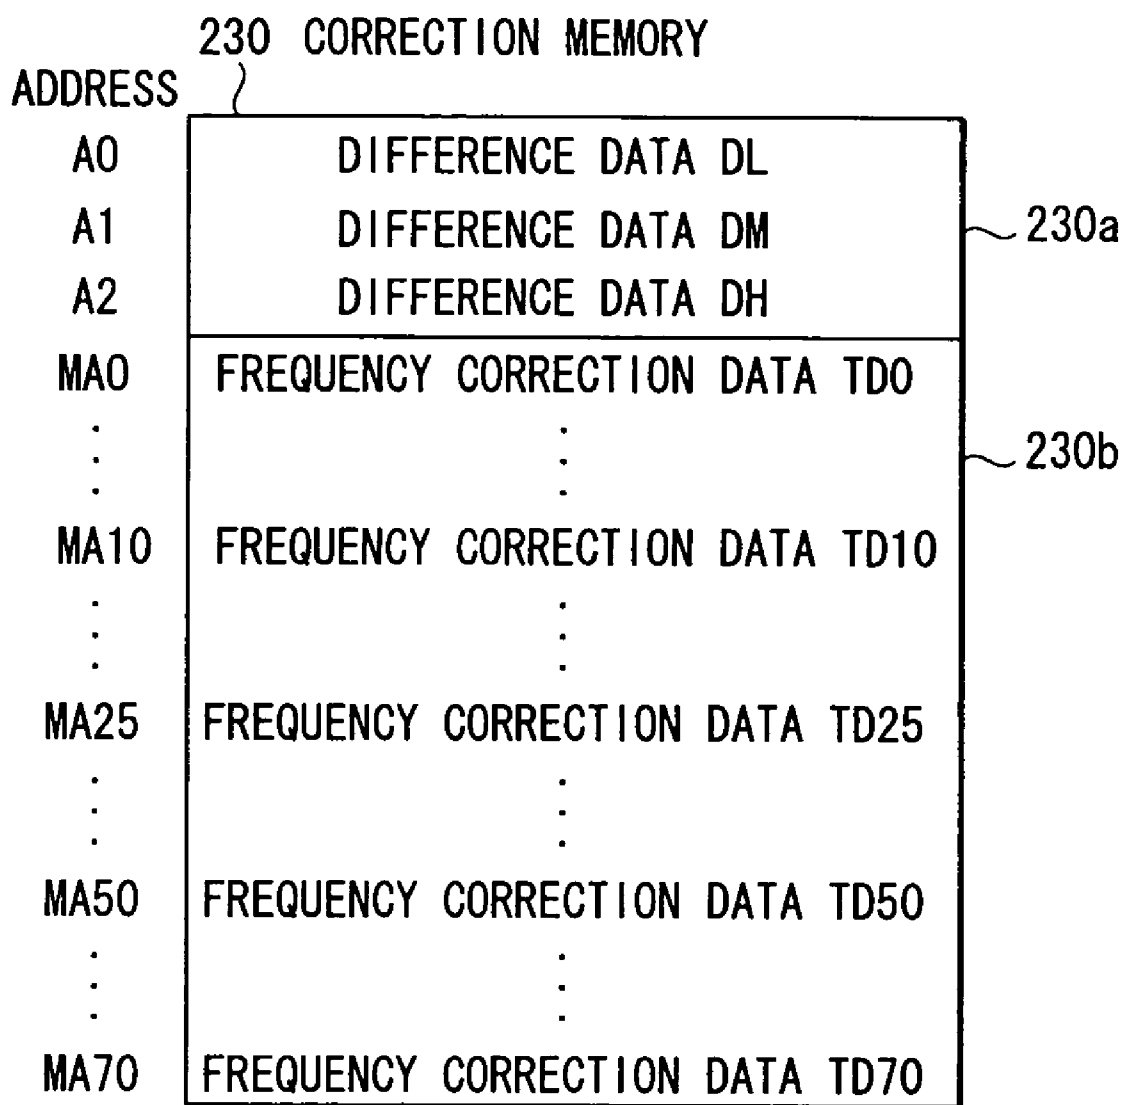 230 CORRECTION MEMORY
ADDRESS
A0 DIFFERENCE DATA DL
A1 DIFFERENCE DATA DM
230a
A2 DIFFERENCE DATA DH
MA0 FREQUENCY CORRECTION DATA TD0
230b
MA10 FREQUENCY CORRECTION DATA TD10
MA25 FREQUENCY CORRECTION DATA TD25
MA50 FREQUENCY CORRECTION DATA TD50
MA70 FREQUENCY CORRECTION DATA TD70